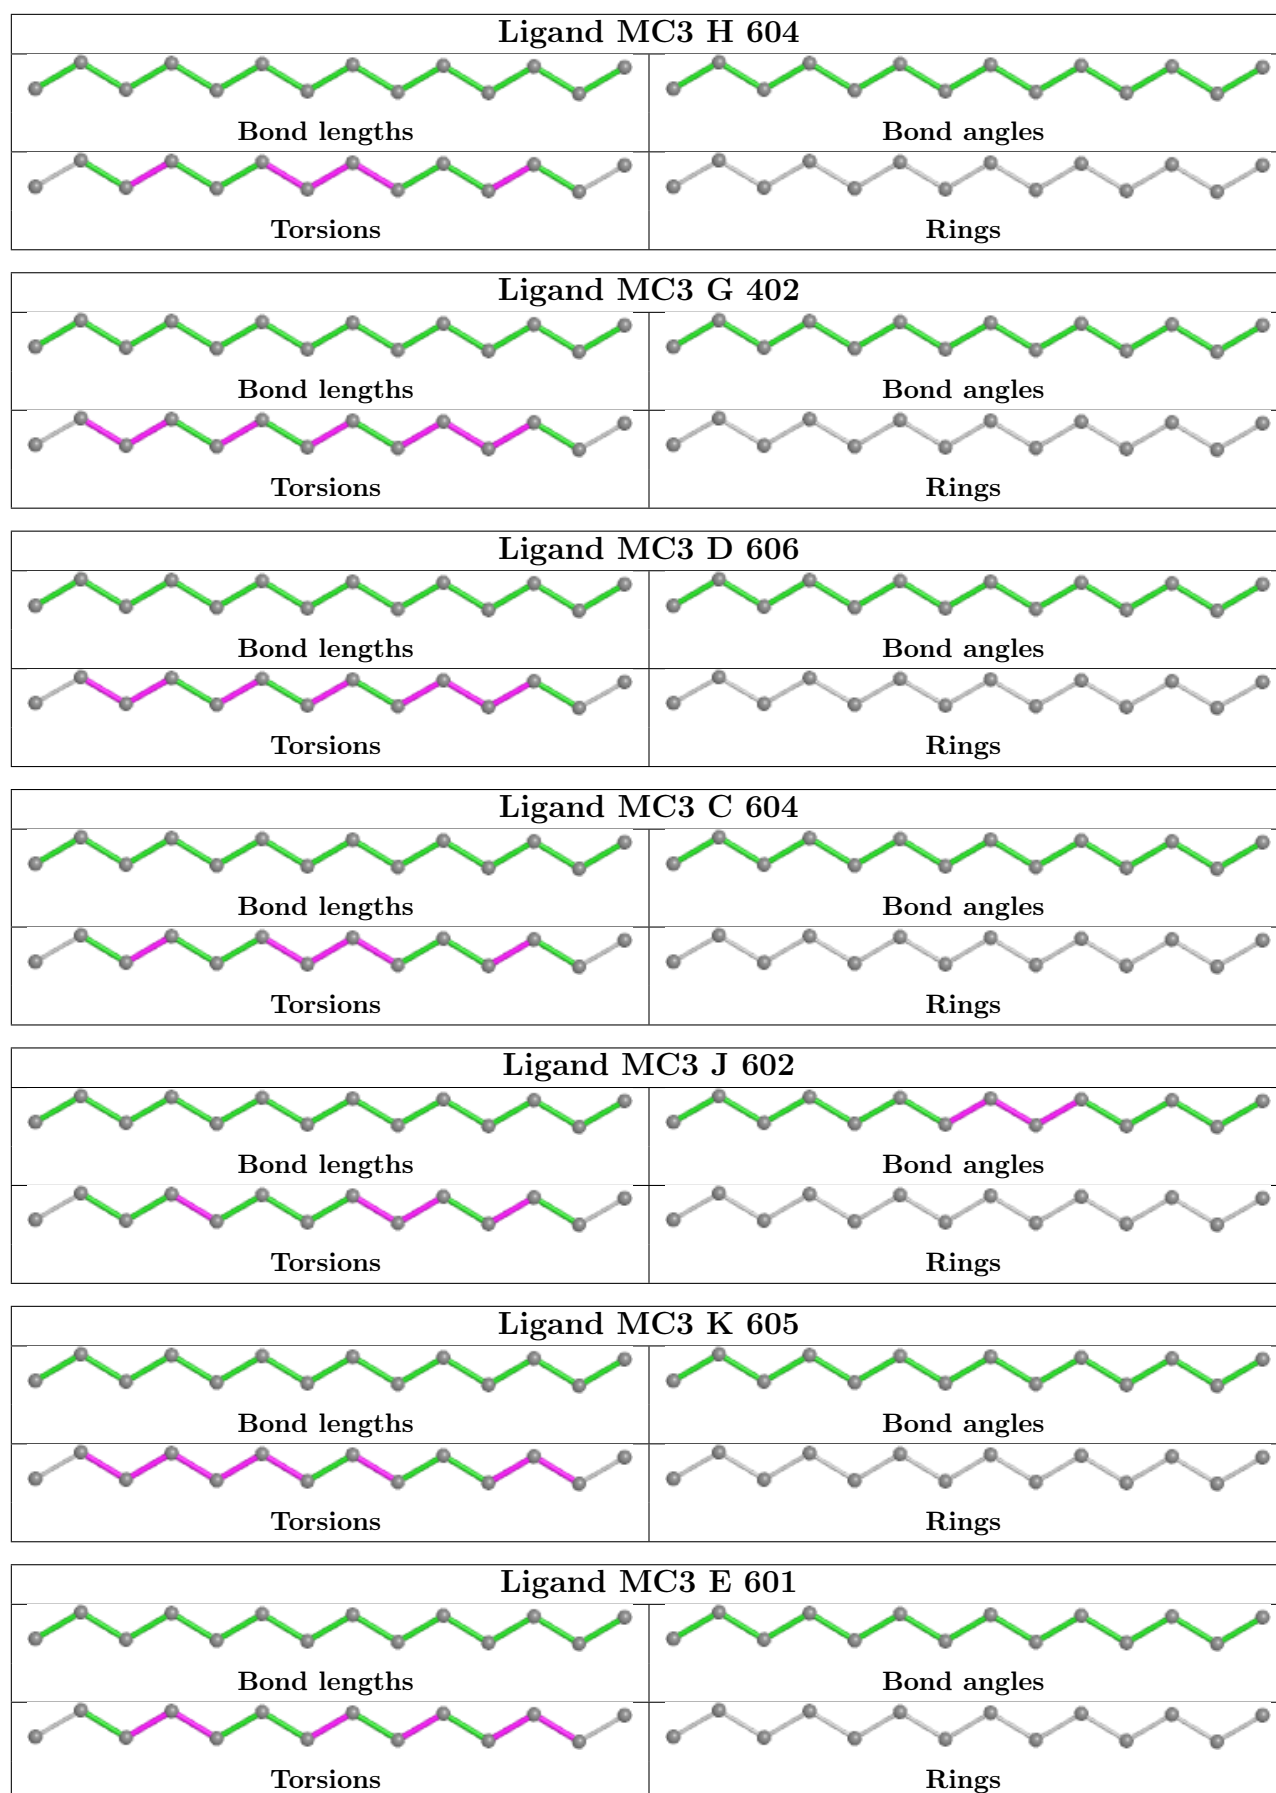 Ligand MC3 H 604
Bond lengths Bond angles
Torsions Rings
Ligand MC3 G 402
Bond lengths Bond angles
Torsions Rings
Ligand MC3 D 606
Bond lengths Bond angles
Torsions Rings
Ligand MC3 C 604
Bond lengths Bond angles
Torsions Rings
Ligand MC3 J 602
Bond lengths Bond angles
Torsions Rings
Ligand MC3 K 605
Bond lengths Bond angles
Torsions Rings
Ligand MC3 E 601
Bond lengths Bond angles
Torsions Rings